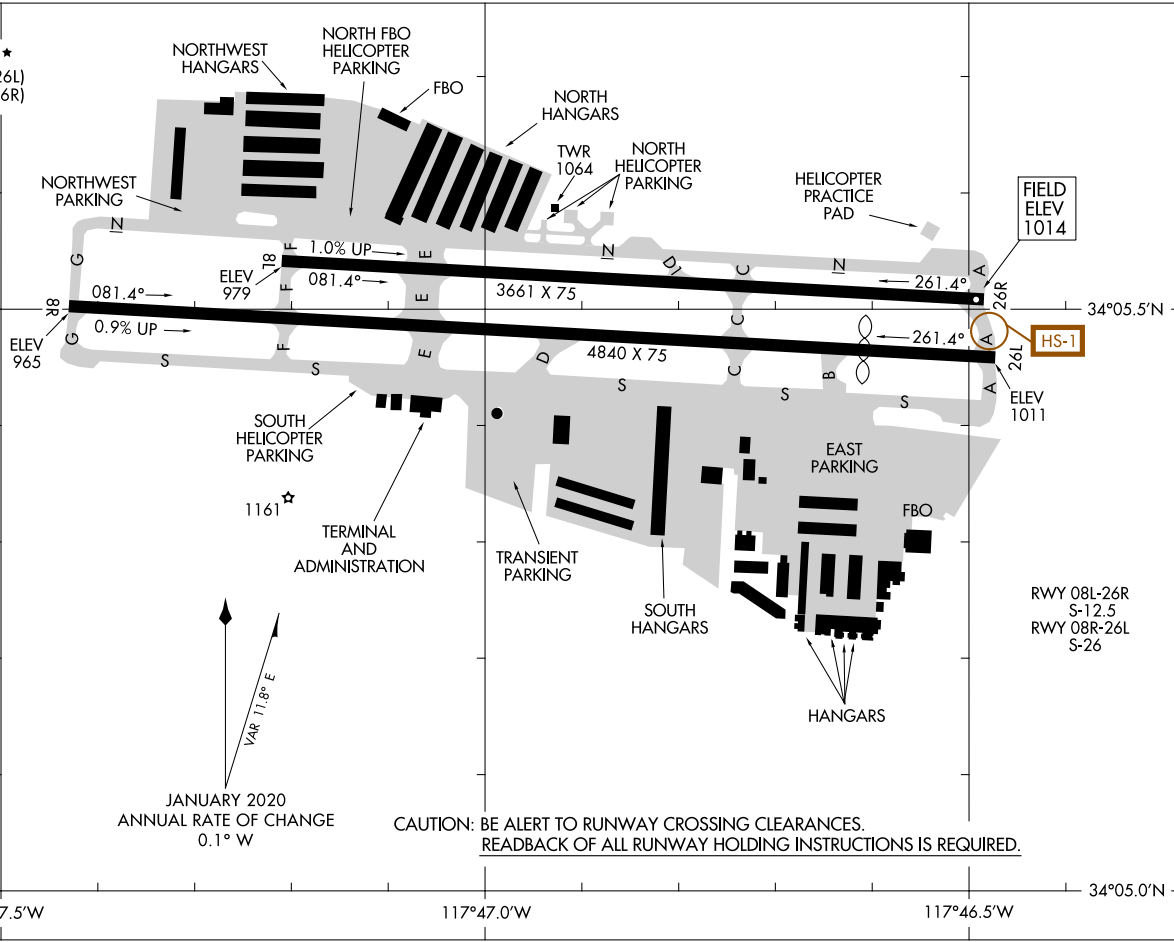 NORTHWEST
HANGARS
NORTH FBO
HELICOPTER
PARKING
FBO
NORTH
HANGARS
TWR
1064
NORTH
HELICOPTER
PARKING
HELICOPTER
PRACTICE
PAD
FIELD
ELEV
1014
26L)
6R)
NORTHWEST
PARKING
N
G
F
1.0% UP
E
N
D1
C
N
A
8L
ELEV
979
081.4°
3661 X 75
261.4°
26R
8R
081.4°
F
E
C
34°05.5'N
0.9% UP
4840 X 75
261.4°
A
HS-1
26L
ELEV
965
G
S
S
F
E
D
S
C
S
B
S
A
ELEV
1011
SOUTH
HELICOPTER
PARKING
EAST
PARKING
1161
TERMINAL
AND
ADMINISTRATION
TRANSIENT
PARKING
SOUTH
HANGARS
FBO
RWY 08L-26R
S-12.5
RWY 08R-26L
S-26
HANGARS
VAR 11.8° E
JANUARY 2020
ANNUAL RATE OF CHANGE
0.1° W
CAUTION: BE ALERT TO RUNWAY CROSSING CLEARANCES.
READBACK OF ALL RUNWAY HOLDING INSTRUCTIONS IS REQUIRED.
34°05.0'N
7.5'W
117°47.0'W
117°46.5'W